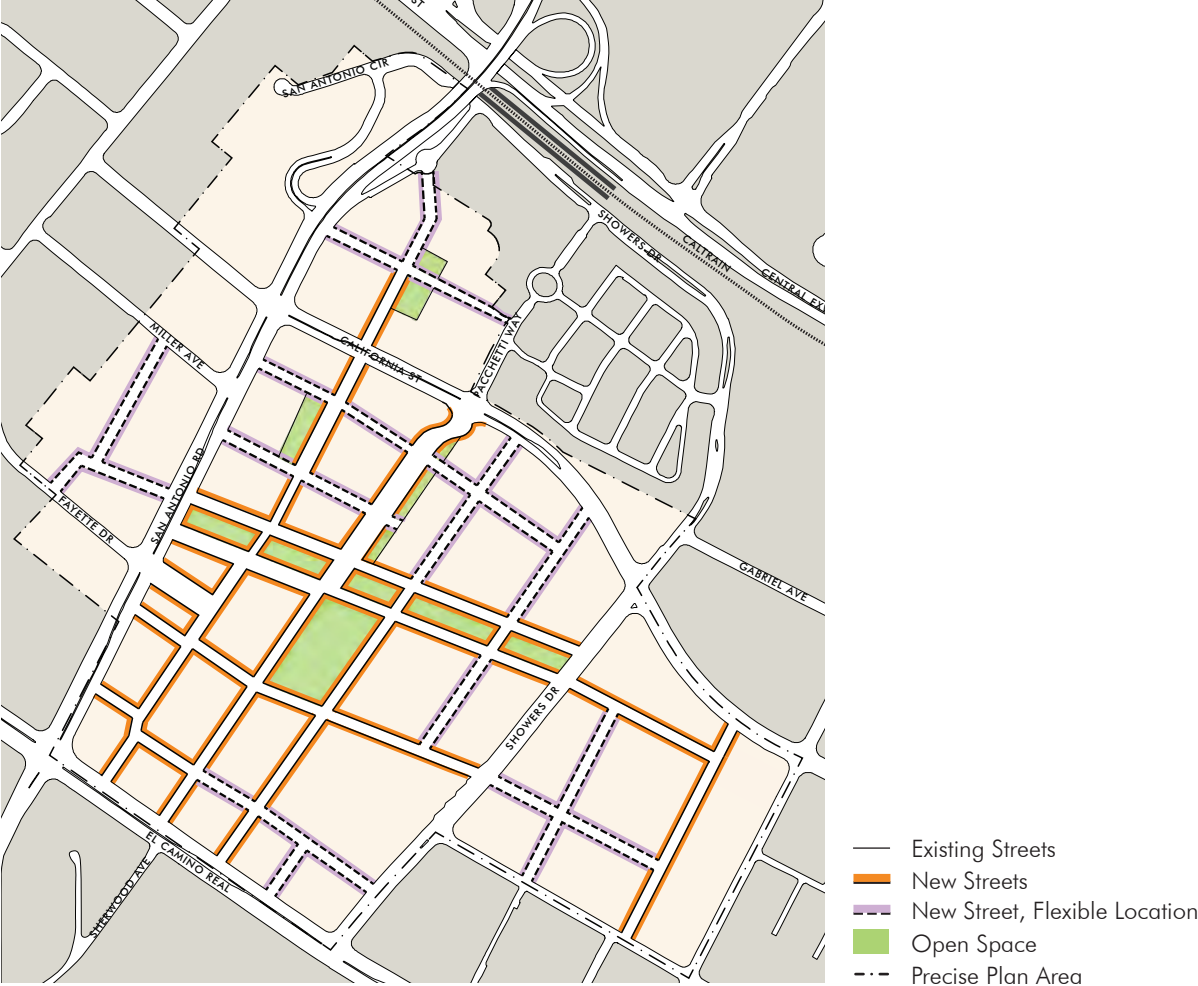 ST
SAN ANTONIO CIR
SHOWERS DR
CALTRAIN
CENTRAL EX
MILLER AVE
CALIFORNIA ST
ACCHETTI WAY
SAN ANTONIO RD
FAYETTE DR
GABRIEL AVE
SHOWERS DR
EL CAMINO REAL
SHERWOOD AVE
Existing Streets
New Streets
New Street, Flexible Location
Open Space
Precise Plan Area